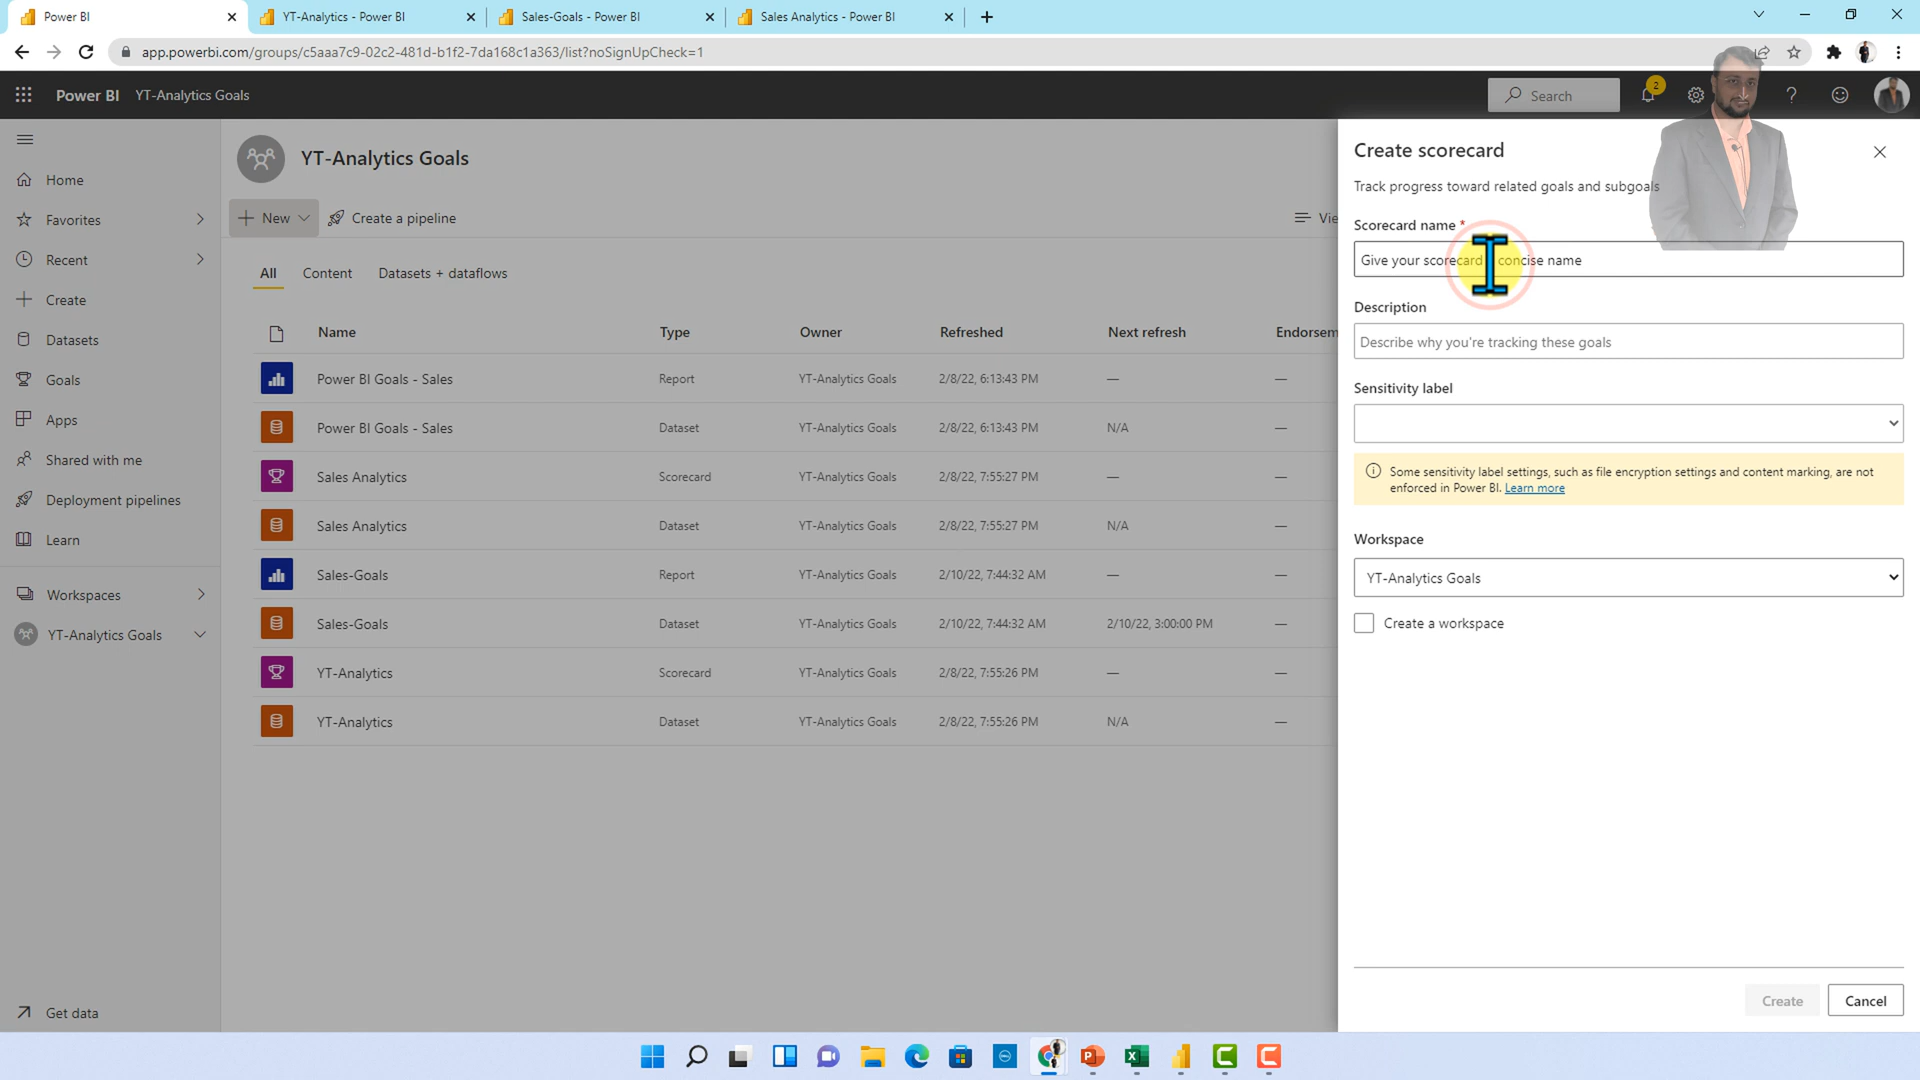 Power BI
YT-Analytics - Power BI
Sales-Goals - Power BI
Sales Analytics - Power BI
app.powerbi.com/groups/c5aaa7c9-02c2-481d-b1f2-7da168c1a363/list?noSignUpCheck=1
Power BI YT-Analytics Goals
Search
2
Home
Favorites
Recent
Create
Datasets
Goals
Apps
Shared with me
Deployment pipelines
Learn
Workspaces
YT-Analytics Goals
Get data
YT-Analytics Goals
New
Create a pipeline
Vie
All Content Datasets + dataflows
Name Type Owner Refreshed Next refresh Endorsem
Power BI Goals - Sales Report YT-Analytics Goals 2/8/22, 6:13:43 PM — —
Power BI Goals - Sales Dataset YT-Analytics Goals 2/8/22, 6:13:43 PM N/A —
Sales Analytics Scorecard YT-Analytics Goals 2/8/22, 7:55:27 PM — —
Sales Analytics Dataset YT-Analytics Goals 2/8/22, 7:55:27 PM N/A —
Sales-Goals Report YT-Analytics Goals 2/10/22, 7:44:32 AM — —
Sales-Goals Dataset YT-Analytics Goals 2/10/22, 7:44:32 AM 2/10/22, 3:00:00 PM —
YT-Analytics Scorecard YT-Analytics Goals 2/8/22, 7:55:26 PM — —
YT-Analytics Dataset YT-Analytics Goals 2/8/22, 7:55:26 PM N/A —
Create scorecard
Track progress toward related goals and subgoals
Scorecard name *
Give your scorecard concise name
Description
Describe why you're tracking these goals
Sensitivity label
Some sensitivity label settings, such as file encryption settings and content marking, are not
enforced in Power BI. Learn more
Workspace
YT-Analytics Goals
Create a workspace
Create
Cancel